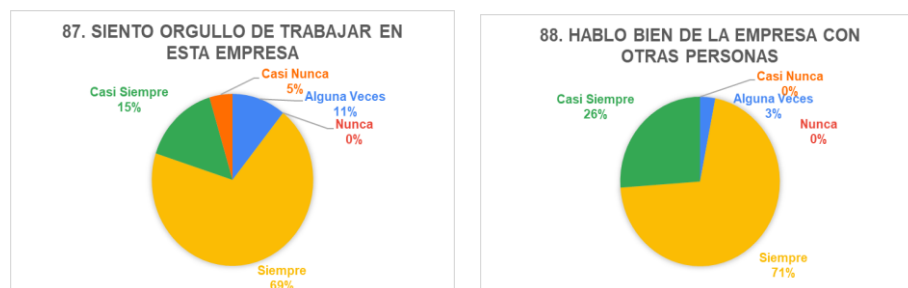 87. SIENTO ORGULLO DE TRABAJAR EN
ESTA EMPRESA
Casi Nunca
5%
Casi Siempre
15%
Alguna Veces
11%
Nunca
0%
Siempre
69%
88. HABLO BIEN DE LA EMPRESA CON
OTRAS PERSONAS
Casi Nunca
0%
Casi Siempre
26%
Alguna Veces
3%
Nunca
0%
Siempre
71%